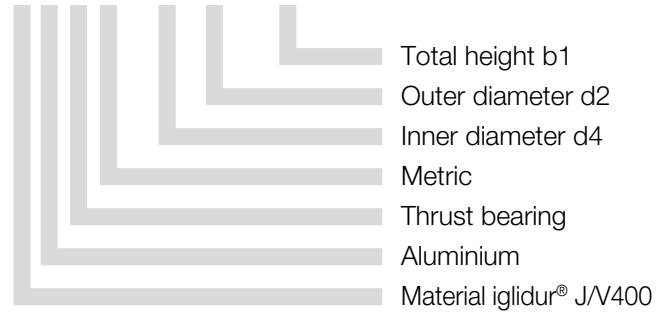 Total height b1
Outer diameter d2
Inner diameter d4
Metric
Thrust bearing
Aluminium
Material iglidur® J/V400